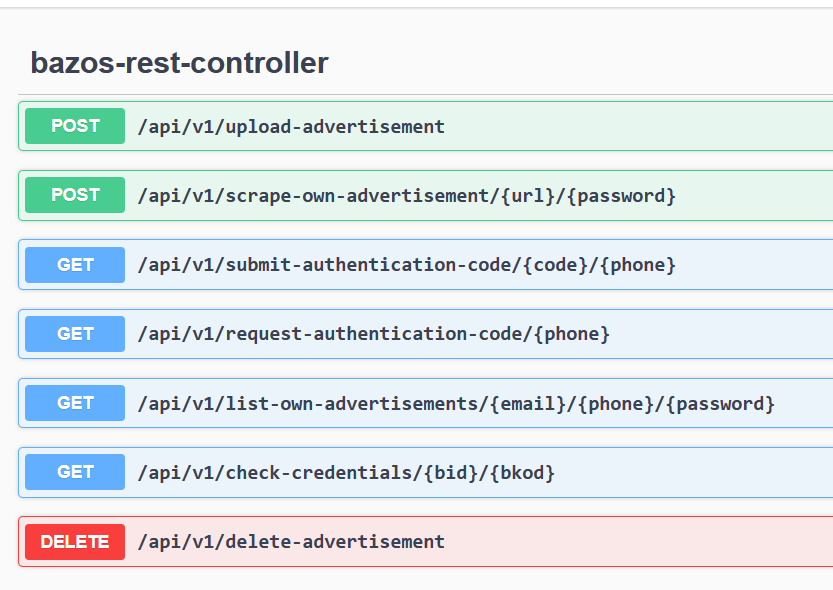 bazos-rest-controller
POST /api/v1/upload-advertisement
POST /api/v1/scrape-own-advertisement/{url}/{password}
GET /api/v1/submit-authentication-code/{code}/{phone}
GET /api/v1/request-authentication-code/{phone}
GET /api/v1/list-own-advertisements/{email}/{phone}/{password}
GET /api/v1/check-credentials/{bid}/{bkod}
DELETE /api/v1/delete-advertisement